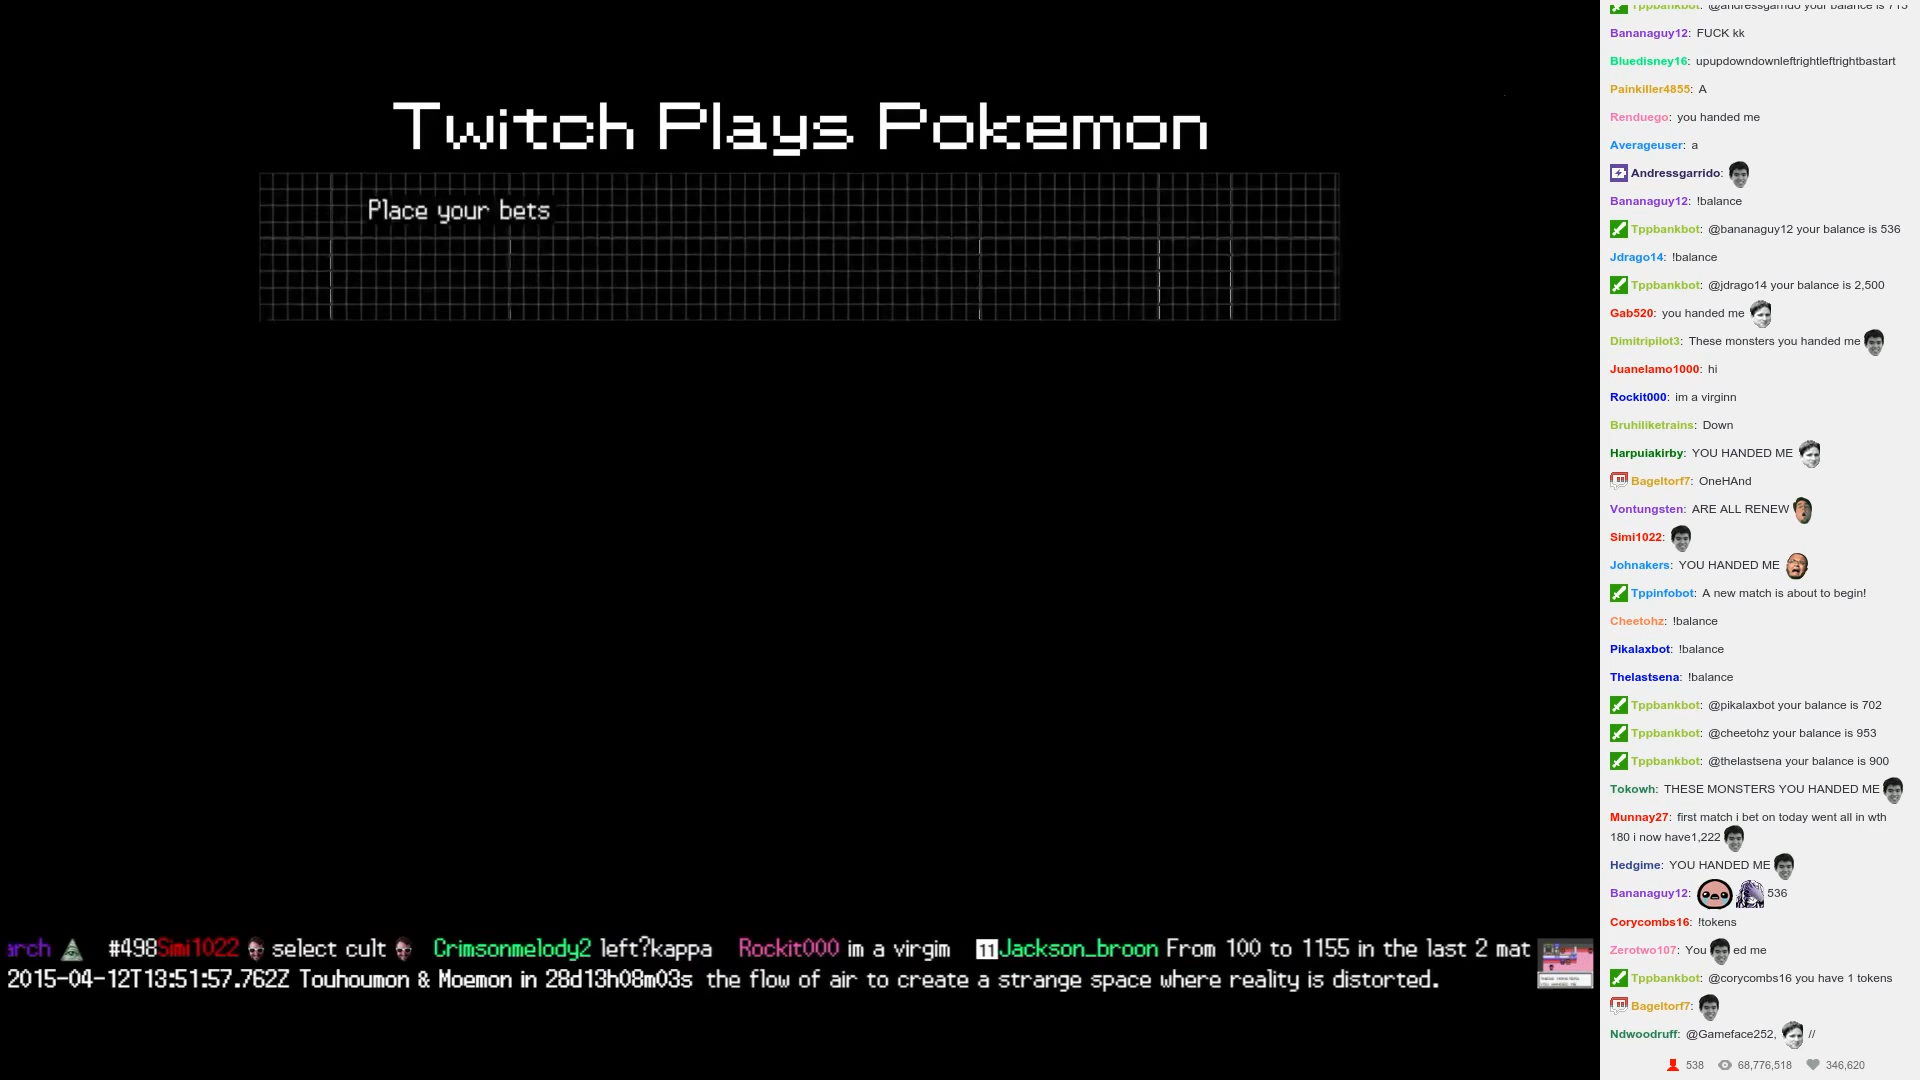 Twitch Plays Pokemon
Place your bets
arch #498Simi1022 select cult Crimsonmelody2 left?kappa Rockit000 im a virgim 11 Jackson_broon From 100 to 1155 in the last 2 mat
2015-04-12T13:51:57.762Z Touhoumon & Moemon in 28d13h08m03s the flow of air to create a strange space where reality is distorted.
Tppbankbot: @andressgarrido your balance is 713
Bananaguy12: FUCK kk
Bluedisney16: upupdowndownleftrightleftrightbastart
Painkiller4855: A
Renduego: you handed me
Averageuser: a
Andressgarrido:
Bananaguy12: !balance
Tppbankbot: @bananaguy12 your balance is 536
Jdrago14: !balance
Tppbankbot: @jdrago14 your balance is 2,500
Gab520: you handed me
Dimitripilot3: These monsters you handed me
Juanelamo1000: hi
Rockit000: im a virginn
Bruhiliketrains: Down
Harpuiakirby: YOU HANDED ME
Bageltorf7: OneHAnd
Vontungsten: ARE ALL RENEW
Simi1022:
Johnakers: YOU HANDED ME
Tppinfobot: A new match is about to begin!
Cheetohz: !balance
Pikalaxbot: !balance
Thelastsena: !balance
Tppbankbot: @pikalaxbot your balance is 702
Tppbankbot: @cheetohz your balance is 953
Tppbankbot: @thelastsena your balance is 900
Tokowh: THESE MONSTERS YOU HANDED ME
Munnay27: first match i bet on today went all in wth
180 i now have1,222
Hedgime: YOU HANDED ME
Bananaguy12: 536
Corycombs16: !tokens
Zerotwo107: You ed me
Tppbankbot: @corycombs16 you have 1 tokens
Bageltorf7:
Ndwoodruff: @Gameface252, //
538 68,776,518 346,620